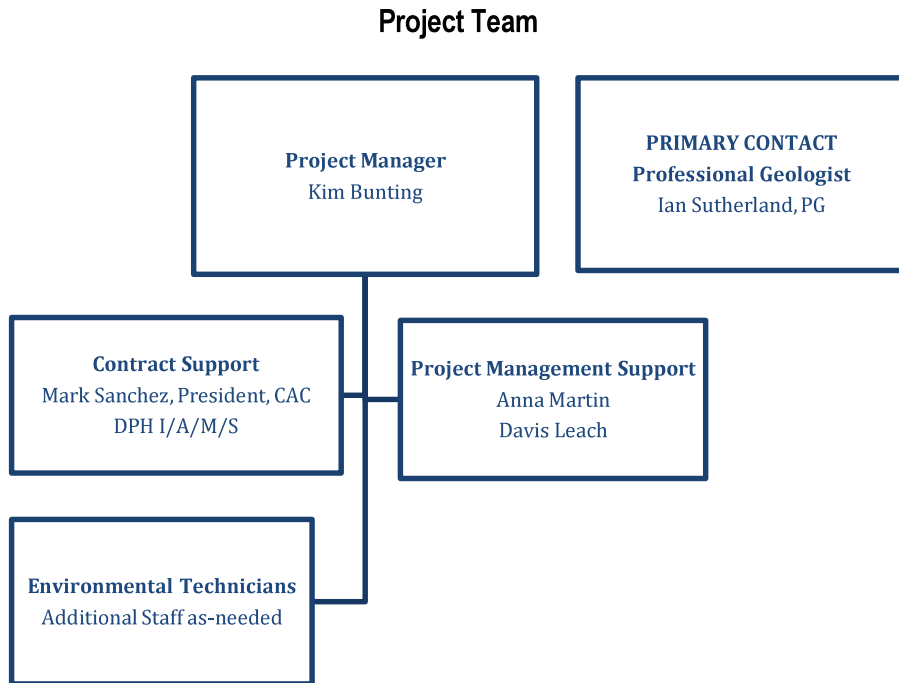 Project Team
Project Manager
Kim Bunting
PRIMARY CONTACT
Professional Geologist
Ian Sutherland, PG
Contract Support
Mark Sanchez, President, CAC
DPH I/A/M/S
Project Management Support
Anna Martin
Davis Leach
Environmental Technicians
Additional Staff as-needed